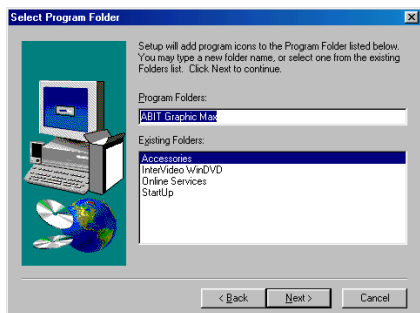 Select Program Folder
Setup will add program icons to the Program Folder listed below.
You may type a new folder name, or select one from the existing
Folders list. Click Next to continue.
Program Folders:
ABIT Graphic Max
Existing Folders:
Accessories
InterVideo WinDVD
Online Services
StartUp
< Back
Next >
Cancel